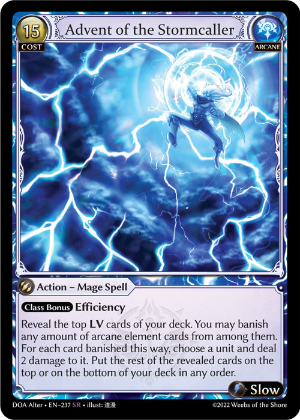 15
COST
Advent of the Stormcaller
ARCANE
Action – Mage Spell
Class Bonus Efficiency
Reveal the top LV cards of your deck. You may banish
any amount of arcane element cards from among them.
For each card banished this way, choose a unit and deal
2 damage to it. Put the rest of the revealed cards on the
top or on the bottom of your deck in any order.
DOA Alter • EN-237 SR • illust: 道漫
Slow
©2022 Weebs of the Shore